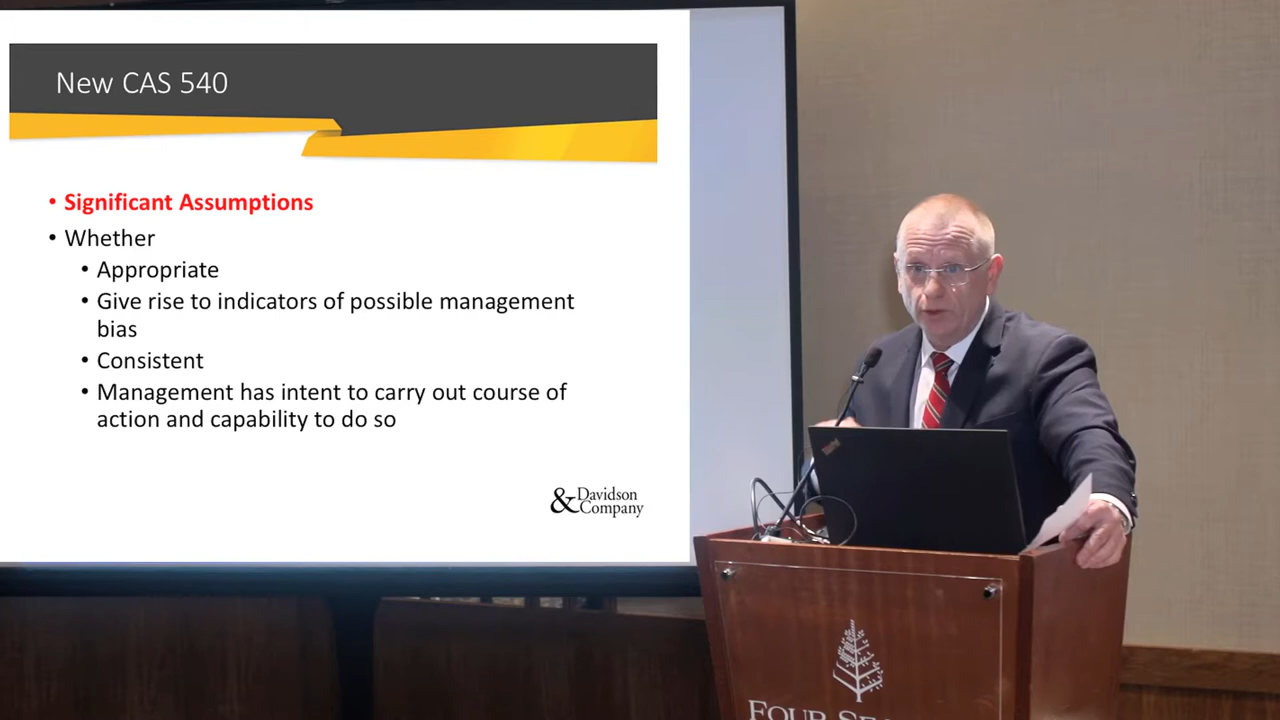 New CAS 540
• Significant Assumptions
• Whether
• Appropriate
• Give rise to indicators of possible management
bias
• Consistent
• Management has intent to carry out course of
action and capability to do so
& Davidson
Company
FOUR